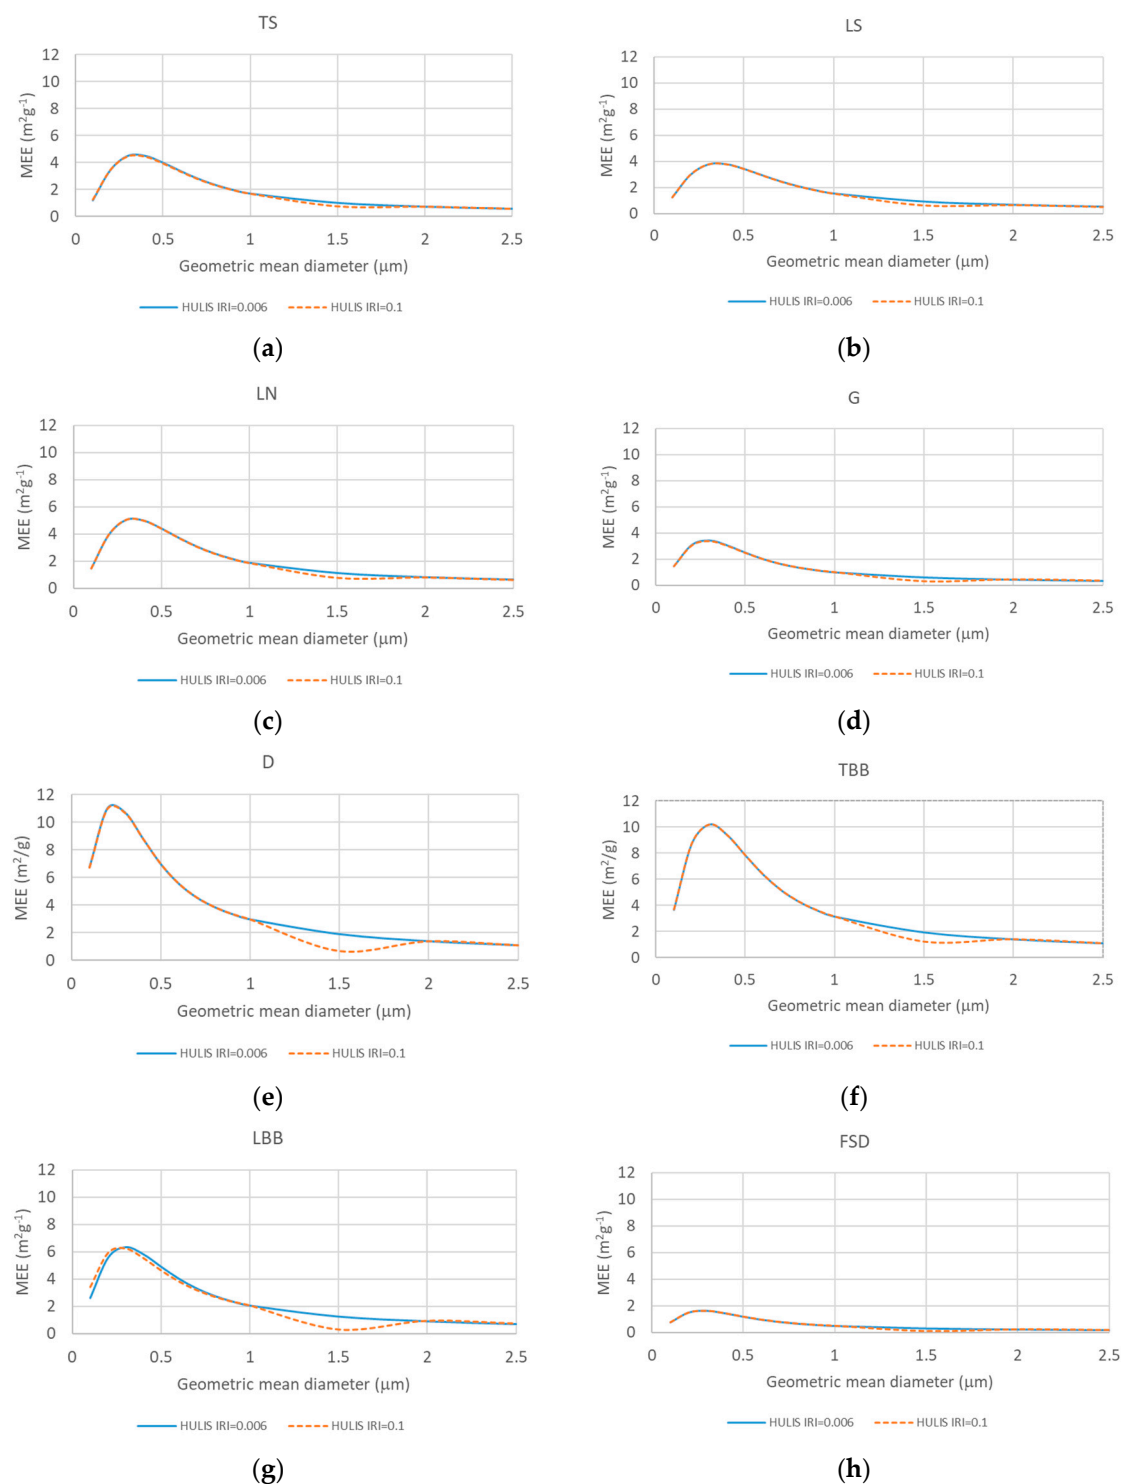 TS
MEE (m²g⁻¹)
12
10
8
6
4
2
0
0 0.5 1 1.5 2 2.5
Geometric mean diameter (μm)
HULIS IRI=0.006 HULIS IRI=0.1
(a)
LS
MEE (m²g⁻¹)
12
10
8
6
4
2
0
0 0.5 1 1.5 2 2.5
Geometric mean diameter (μm)
HULIS IRI=0.006 HULIS IRI=0.1
(b)
LN
MEE (m²g⁻¹)
12
10
8
6
4
2
0
0 0.5 1 1.5 2 2.5
Geometric mean diameter (μm)
HULIS IRI=0.006 HULIS IRI=0.1
(c)
G
MEE (m²g⁻¹)
12
10
8
6
4
2
0
0 0.5 1 1.5 2 2.5
Geometric mean diameter (μm)
HULIS IRI=0.006 HULIS IRI=0.1
(d)
D
MEE (m²/g)
12
10
8
6
4
2
0
0 0.5 1 1.5 2 2.5
Geometric mean diameter (μm)
HULIS IRI=0.006 HULIS IRI=0.1
(e)
TBB
MEE (m²/g)
12
10
8
6
4
2
0
0 0.5 1 1.5 2 2.5
Geometric mean diameter (μm)
HULIS IRI=0.006 HULIS IRI=0.1
(f)
LBB
MEE (m²g⁻¹)
12
10
8
6
4
2
0
0 0.5 1 1.5 2 2.5
Geometric mean diameter (μm)
HULIS IRI=0.006 HULIS IRI=0.1
(g)
FSD
MEE (m²g⁻¹)
12
10
8
6
4
2
0
0 0.5 1 1.5 2 2.5
Geometric mean diameter (μm)
HULIS IRI=0.006 HULIS IRI=0.1
(h)